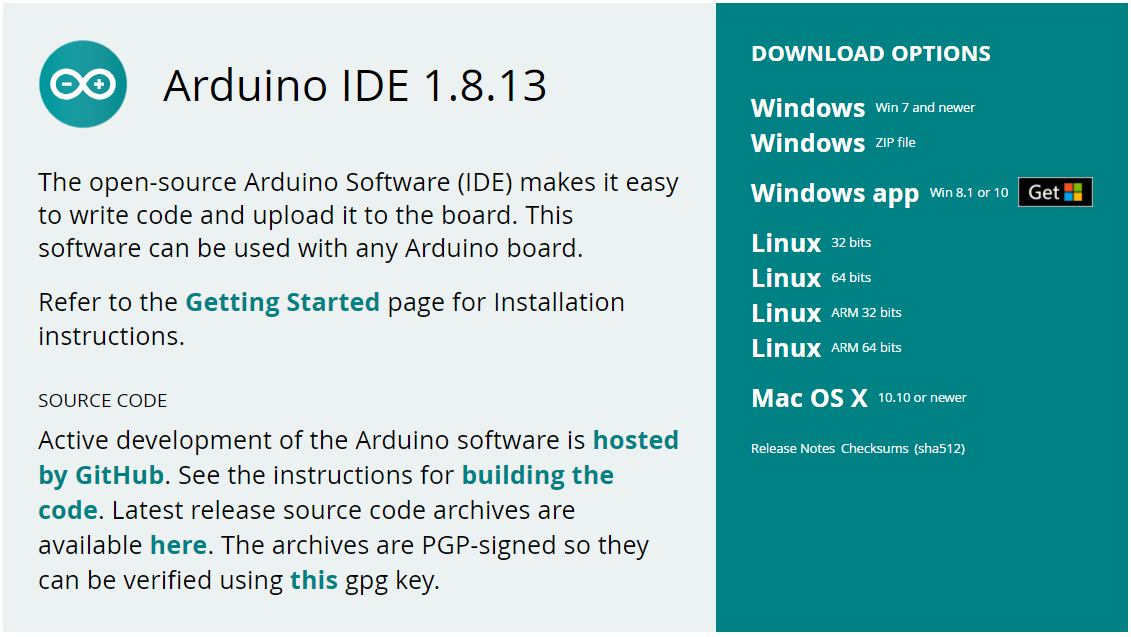 Arduino IDE 1.8.13
The open-source Arduino Software (IDE) makes it easy
to write code and upload it to the board. This
software can be used with any Arduino board.
Refer to the Getting Started page for Installation
instructions.
SOURCE CODE
Active development of the Arduino software is hosted
by GitHub. See the instructions for building the
code. Latest release source code archives are
available here. The archives are PGP-signed so they
can be verified using this gpg key.
DOWNLOAD OPTIONS
Windows Win 7 and newer
Windows ZIP file
Windows app Win 8.1 or 10 Get
Linux 32 bits
Linux 64 bits
Linux ARM 32 bits
Linux ARM 64 bits
Mac OS X 10.10 or newer
Release Notes Checksums (sha512)